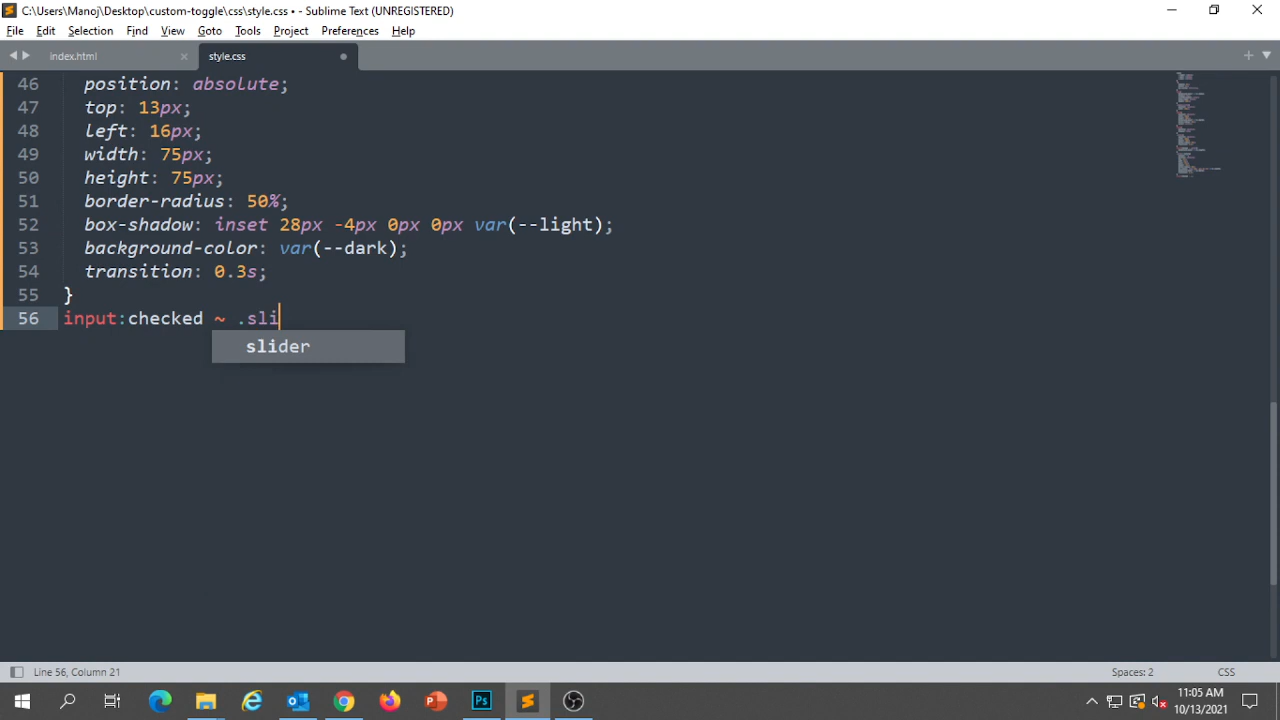 C:\Users\Manoj\Desktop\custom-toggle\css\style.css • - Sublime Text (UNREGISTERED)
File Edit Selection Find View Goto Tools Project Preferences Help
index.html style.css
46 position: absolute;
47 top: 13px;
48 left: 16px;
49 width: 75px;
50 height: 75px;
51 border-radius: 50%;
52 box-shadow: inset 28px -4px 0px 0px var(--light);
53 background-color: var(--dark);
54 transition: 0.3s;
55 }
56 input:checked ~ .sli
slider
Line 56, Column 21 Spaces: 2 CSS
11:05 AM
10/13/2021